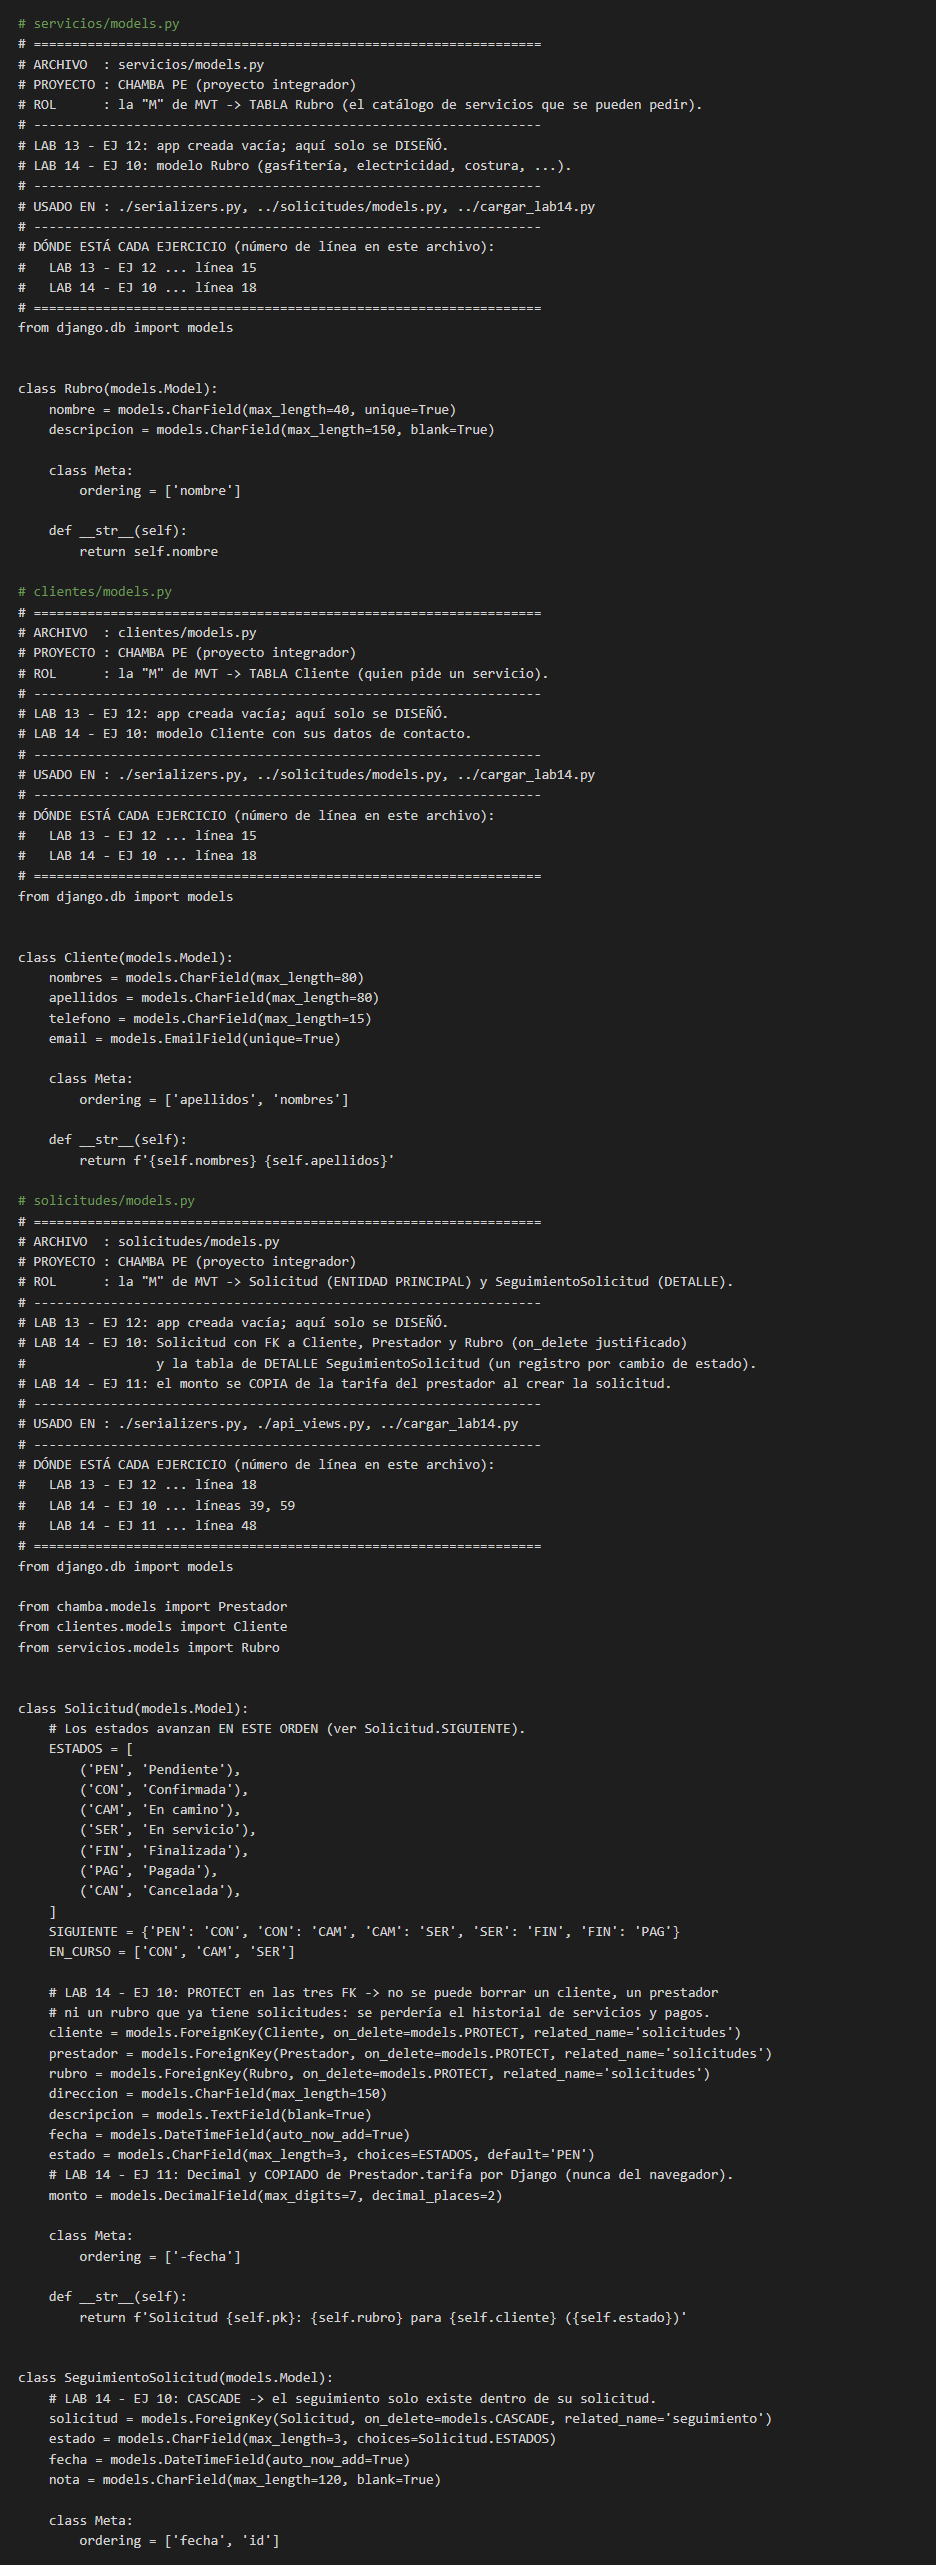 # servicios/models.py
# ==================================================================
# ARCHIVO  : servicios/models.py
# PROYECTO : CHAMBA PE (proyecto integrador)
# ROL      : la "M" de MVT -> TABLA Rubro (el catálogo de servicios que se pueden pedir).
# ------------------------------------------------------------------
# LAB 13 - EJ 12: app creada vacía; aquí solo se DISEÑÓ.
# LAB 14 - EJ 10: modelo Rubro (gasfitería, electricidad, costura, ...).
# ------------------------------------------------------------------
# USADO EN : ./serializers.py, ../solicitudes/models.py, ../cargar_lab14.py
# ------------------------------------------------------------------
# DÓNDE ESTÁ CADA EJERCICIO (número de línea en este archivo):
#   LAB 13 - EJ 12 ... línea 15
#   LAB 14 - EJ 10 ... línea 18
# ==================================================================
from django.db import models


class Rubro(models.Model):
    nombre = models.CharField(max_length=40, unique=True)
    descripcion = models.CharField(max_length=150, blank=True)

    class Meta:
        ordering = ['nombre']

    def __str__(self):
        return self.nombre

# clientes/models.py
# ==================================================================
# ARCHIVO  : clientes/models.py
# PROYECTO : CHAMBA PE (proyecto integrador)
# ROL      : la "M" de MVT -> TABLA Cliente (quien pide un servicio).
# ------------------------------------------------------------------
# LAB 13 - EJ 12: app creada vacía; aquí solo se DISEÑÓ.
# LAB 14 - EJ 10: modelo Cliente con sus datos de contacto.
# ------------------------------------------------------------------
# USADO EN : ./serializers.py, ../solicitudes/models.py, ../cargar_lab14.py
# ------------------------------------------------------------------
# DÓNDE ESTÁ CADA EJERCICIO (número de línea en este archivo):
#   LAB 13 - EJ 12 ... línea 15
#   LAB 14 - EJ 10 ... línea 18
# ==================================================================
from django.db import models


class Cliente(models.Model):
    nombres = models.CharField(max_length=80)
    apellidos = models.CharField(max_length=80)
    telefono = models.CharField(max_length=15)
    email = models.EmailField(unique=True)

    class Meta:
        ordering = ['apellidos', 'nombres']

    def __str__(self):
        return f'{self.nombres} {self.apellidos}'

# solicitudes/models.py
# ==================================================================
# ARCHIVO  : solicitudes/models.py
# PROYECTO : CHAMBA PE (proyecto integrador)
# ROL      : la "M" de MVT -> Solicitud (ENTIDAD PRINCIPAL) y SeguimientoSolicitud (DETALLE).
# ------------------------------------------------------------------
# LAB 13 - EJ 12: app creada vacía; aquí solo se DISEÑÓ.
# LAB 14 - EJ 10: Solicitud con FK a Cliente, Prestador y Rubro (on_delete justificado)
#                 y la tabla de DETALLE SeguimientoSolicitud (un registro por cambio de estado).
# LAB 14 - EJ 11: el monto se COPIA de la tarifa del prestador al crear la solicitud.
# ------------------------------------------------------------------
# USADO EN : ./serializers.py, ./api_views.py, ../cargar_lab14.py
# ------------------------------------------------------------------
# DÓNDE ESTÁ CADA EJERCICIO (número de línea en este archivo):
#   LAB 13 - EJ 12 ... línea 18
#   LAB 14 - EJ 10 ... líneas 39, 59
#   LAB 14 - EJ 11 ... línea 48
# ==================================================================
from django.db import models

from chamba.models import Prestador
from clientes.models import Cliente
from servicios.models import Rubro


class Solicitud(models.Model):
    # Los estados avanzan EN ESTE ORDEN (ver Solicitud.SIGUIENTE).
    ESTADOS = [
        ('PEN', 'Pendiente'),
        ('CON', 'Confirmada'),
        ('CAM', 'En camino'),
        ('SER', 'En servicio'),
        ('FIN', 'Finalizada'),
        ('PAG', 'Pagada'),
        ('CAN', 'Cancelada'),
    ]
    SIGUIENTE = {'PEN': 'CON', 'CON': 'CAM', 'CAM': 'SER', 'SER': 'FIN', 'FIN': 'PAG'}
    EN_CURSO = ['CON', 'CAM', 'SER']

    # LAB 14 - EJ 10: PROTECT en las tres FK -> no se puede borrar un cliente, un prestador
    # ni un rubro que ya tiene solicitudes: se perdería el historial de servicios y pagos.
    cliente = models.ForeignKey(Cliente, on_delete=models.PROTECT, related_name='solicitudes')
    prestador = models.ForeignKey(Prestador, on_delete=models.PROTECT, related_name='solicitudes')
    rubro = models.ForeignKey(Rubro, on_delete=models.PROTECT, related_name='solicitudes')
    direccion = models.CharField(max_length=150)
    descripcion = models.TextField(blank=True)
    fecha = models.DateTimeField(auto_now_add=True)
    estado = models.CharField(max_length=3, choices=ESTADOS, default='PEN')
    # LAB 14 - EJ 11: Decimal y COPIADO de Prestador.tarifa por Django (nunca del navegador).
    monto = models.DecimalField(max_digits=7, decimal_places=2)

    class Meta:
        ordering = ['-fecha']

    def __str__(self):
        return f'Solicitud {self.pk}: {self.rubro} para {self.cliente} ({self.estado})'


class SeguimientoSolicitud(models.Model):
    # LAB 14 - EJ 10: CASCADE -> el seguimiento solo existe dentro de su solicitud.
    solicitud = models.ForeignKey(Solicitud, on_delete=models.CASCADE, related_name='seguimiento')
    estado = models.CharField(max_length=3, choices=Solicitud.ESTADOS)
    fecha = models.DateTimeField(auto_now_add=True)
    nota = models.CharField(max_length=120, blank=True)

    class Meta:
        ordering = ['fecha', 'id']